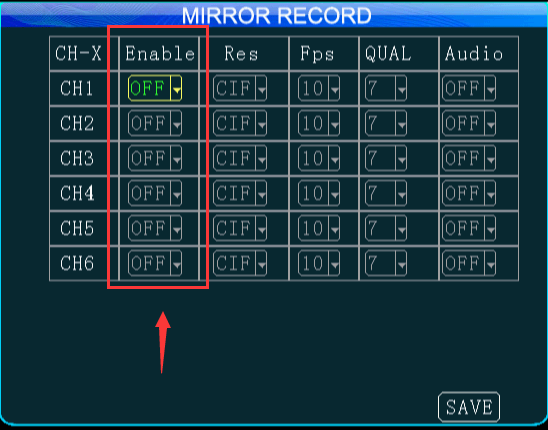 MIRROR RECORD
CH-X Enable Res Fps QUAL Audio
CH1 OFF CIF 10 7 OFF
CH2 OFF CIF 10 7 OFF
CH3 OFF CIF 10 7 OFF
CH4 OFF CIF 10 7 OFF
CH5 OFF CIF 10 7 OFF
CH6 OFF CIF 10 7 OFF
SAVE